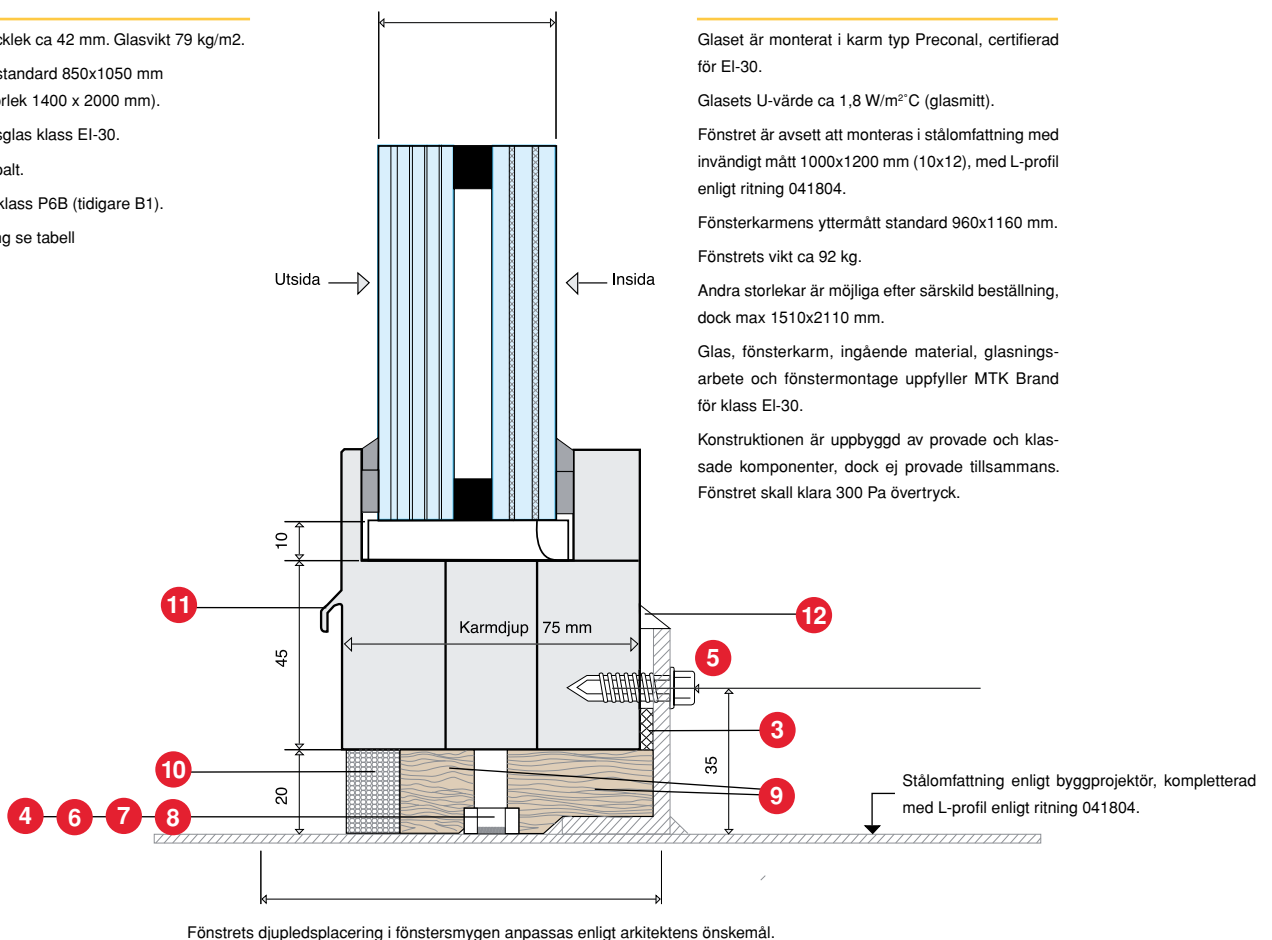 cklek ca 42 mm. Glasvikt 79 kg/m2.
standard 850x1050 mm
rlek 1400 x 2000 mm).
sglas klass EI-30.
palt.
klass P6B (tidigare B1).
ng se tabell
Glaset är monterat i karm typ Preconal, certifierad
för EI-30.
Glasets U-värde ca 1,8 W/m²˚C (glasmitt).
Fönstret är avsett att monteras i stålomfattning med
invändigt mått 1000x1200 mm (10x12), med L-profil
enligt ritning 041804.
Fönsterkarmens yttermått standard 960x1160 mm.
Fönstrets vikt ca 92 kg.
Andra storlekar är möjliga efter särskild beställning,
dock max 1510x2110 mm.
Glas, fönsterkarm, ingående material, glasnings-
arbete och fönstermontage uppfyller MTK Brand
för klass EI-30.
Konstruktionen är uppbyggd av provade och klas-
sade komponenter, dock ej provade tillsammans.
Fönstret skall klara 300 Pa övertryck.
Utsida
Insida
10
11
12
Karmdjup 75 mm
5
45
3
35
10
20
9
4 6 7 8
Stålomfattning enligt byggprojektör, kompletterad
med L-profil enligt ritning 041804.
Fönstrets djupledsplacering i fönstersmygen anpassas enligt arkitektens önskemål.